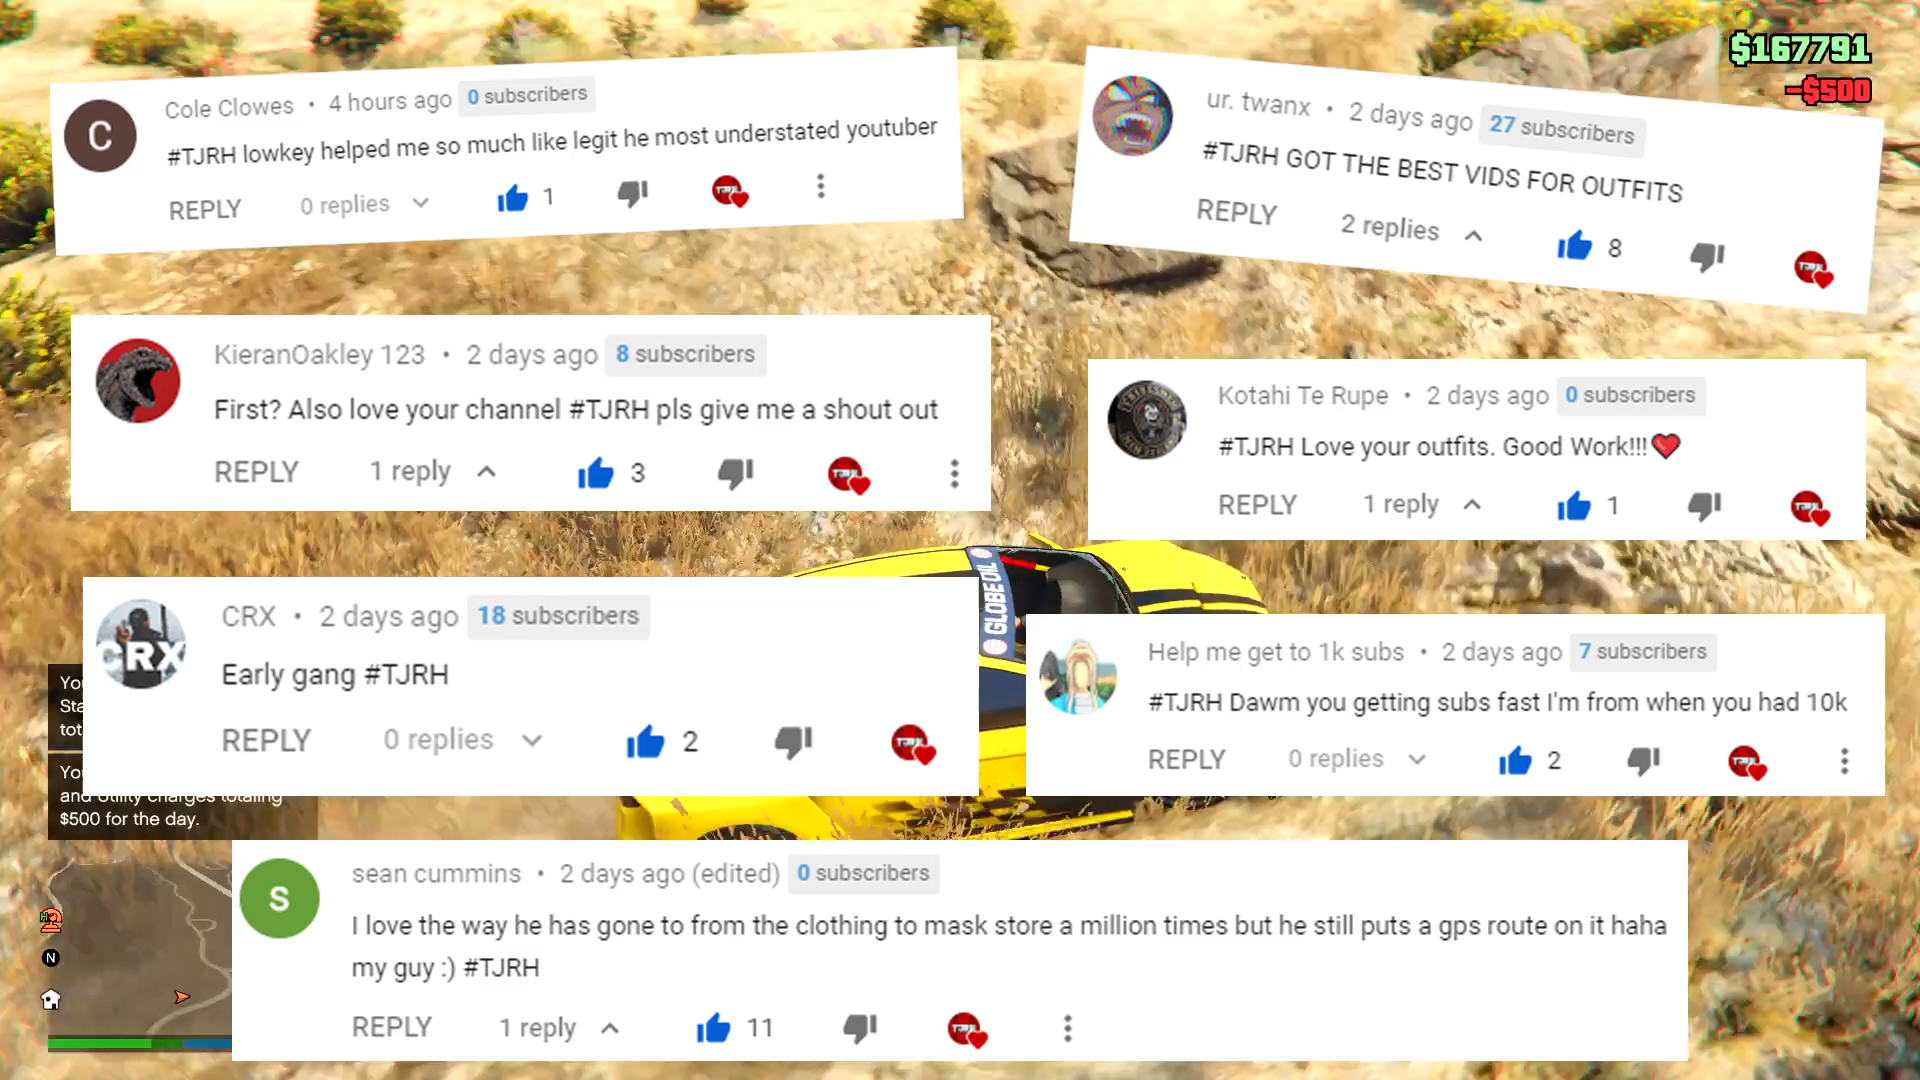 $167791
-$500
Cole Clowes • 4 hours ago 0 subscribers
#TJRH lowkey helped me so much like legit he most understated youtuber
REPLY 0 replies 1
ur. twanx • 2 days ago 27 subscribers
#TJRH GOT THE BEST VIDS FOR OUTFITS
REPLY 2 replies 8
KieranOakley 123 • 2 days ago 8 subscribers
First? Also love your channel #TJRH pls give me a shout out
REPLY 1 reply 3
Kotahi Te Rupe • 2 days ago 0 subscribers
#TJRH Love your outfits. Good Work!!!❤
REPLY 1 reply 1
GLOBEOIL
CRX • 2 days ago 18 subscribers
CRX
Early gang #TJRH
REPLY 0 replies 2
Help me get to 1k subs • 2 days ago 7 subscribers
#TJRH Dawm you getting subs fast I'm from when you had 10k
REPLY 0 replies 2
and Utility charges totaling
$500 for the day.
sean cummins • 2 days ago (edited) 0 subscribers
S
I love the way he has gone to from the clothing to mask store a million times but he still puts a gps route on it haha
my guy :) #TJRH
REPLY 1 reply 11
C
N